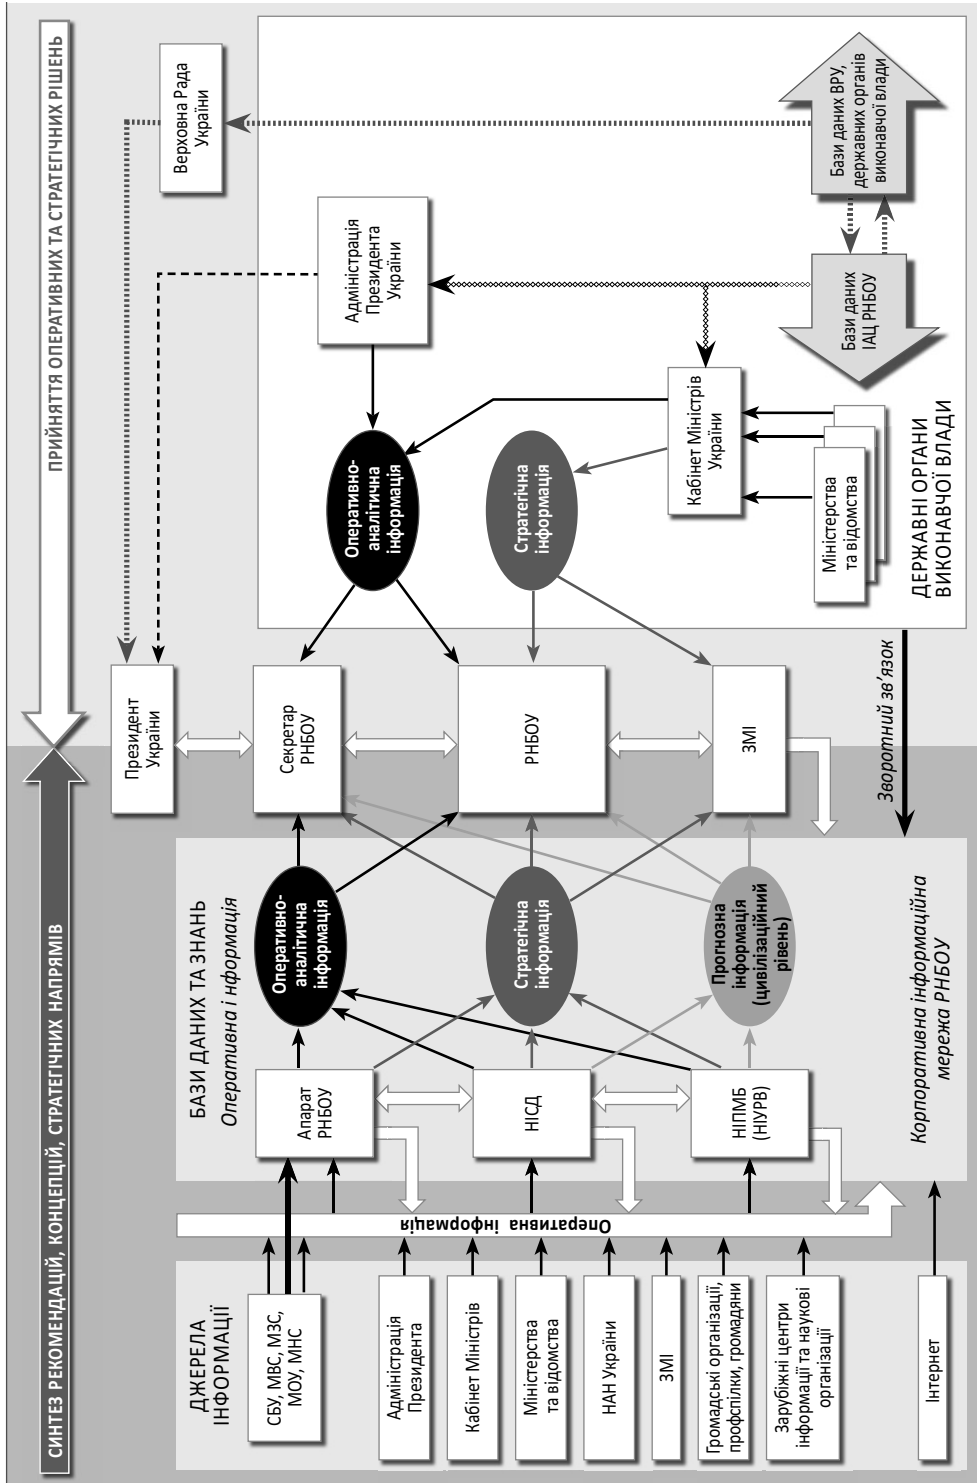 СИНТЕЗ РЕКОМЕНДАЦІЙ, КОНЦЕПЦІЙ, СТРАТЕГІЧНИХ НАПРЯМІВ
ПРИЙНЯТТЯ ОПЕРАТИВНИХ ТА СТРАТЕГІЧНИХ РІШЕНЬ
ДЖЕРЕЛА
ІНФОРМАЦІЇ
СБУ, МВС, МЗС,
МОУ, МНС
Адміністрація
Президента
Кабінет Міністрів
Міністерства
та відомства
НАН України
ЗМІ
Громадські організації,
профспілки, громадяни
Зарубіжні центри
інформації та наукові
організації
Інтернет
Оперативна інформація
БАЗИ ДАНИХ ТА ЗНАНЬ
Оперативна і нформація
Апарат
РНБОУ
НІСД
НІПМБ
(НІУРВ)
Оперативно-
аналітична
інформація
Стратегічна
інформація
Прогнозна
інформація
(цивілізаційний
рівень)
Корпоративна інформаційна
мережа РНБОУ
Президент
України
Секретар
РНБОУ
РНБОУ
ЗМІ
Зворотний зв’язок
Верховна Рада
України
Адміністрація
Президента
України
Оперативно-
аналітична
інформація
Стратегічна
інформація
Кабінет Міністрів
України
Міністерства
та відомства
Бази даних
ІАЦ РНБОУ
Бази даних ВРУ,
державних органів
виконавчої влади
ДЕРЖАВНІ ОРГАНИ
ВИКОНАВЧОЇ ВЛАДИ